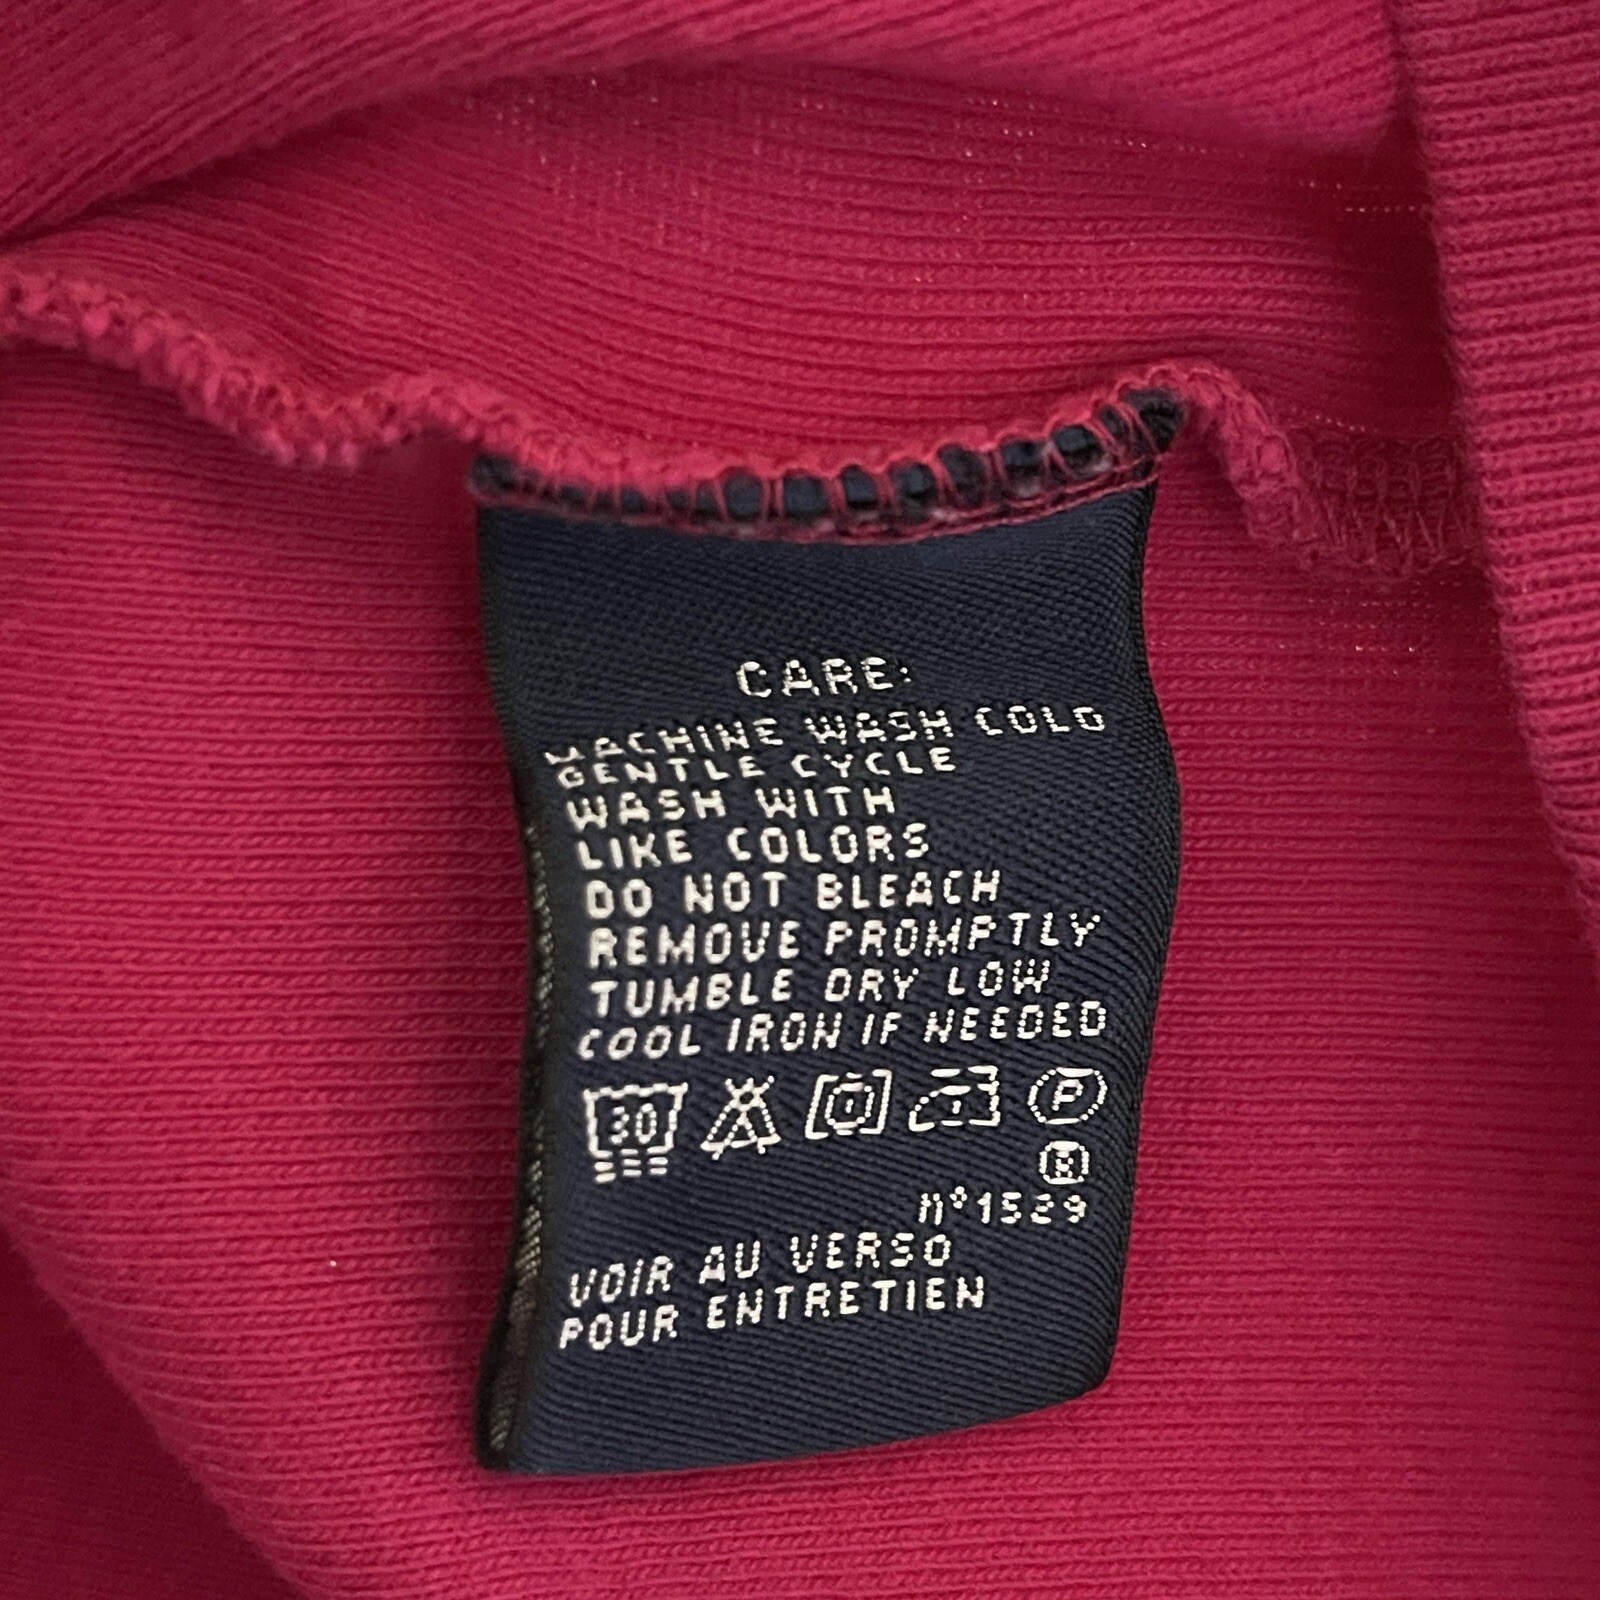 CARE:
MACHINE WASH COLD
GENTLE CYCLE
WASH WITH
LIKE COLORS
DO NOT BLEACH
REMOVE PROMPTLY
TUMBLE DRY LOW
COOL IRON IF NEEDED
30 P
R
n°1529
VOIR AU VERSO
POUR ENTRETIEN